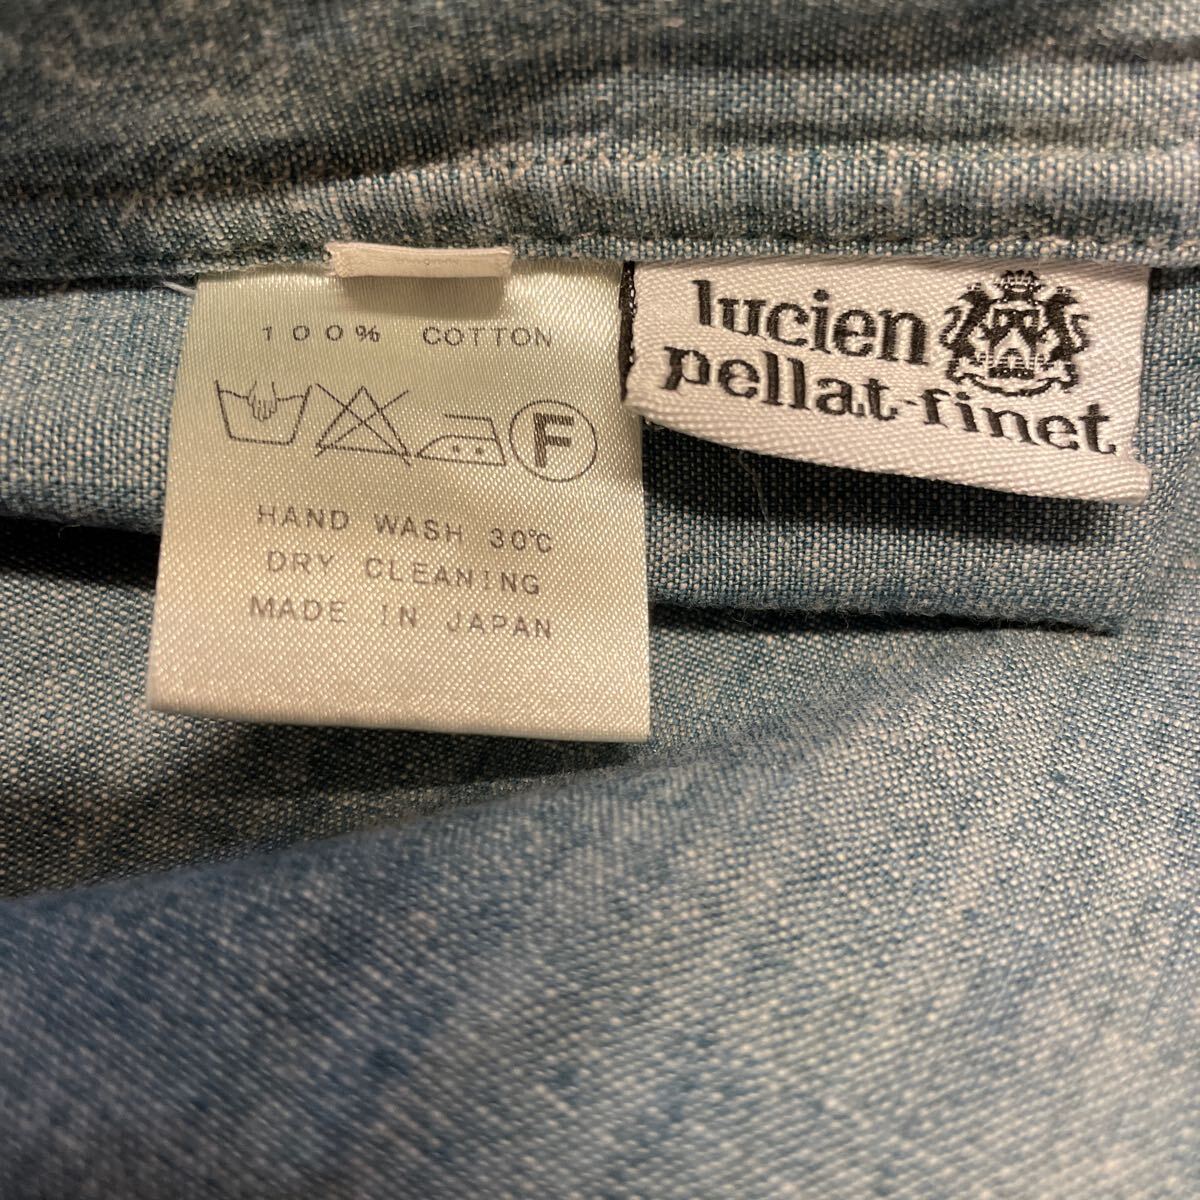 100% COTTON
F
HAND WASH 30℃
DRY CLEANING
MADE IN JAPAN
lucien
pellat-finet